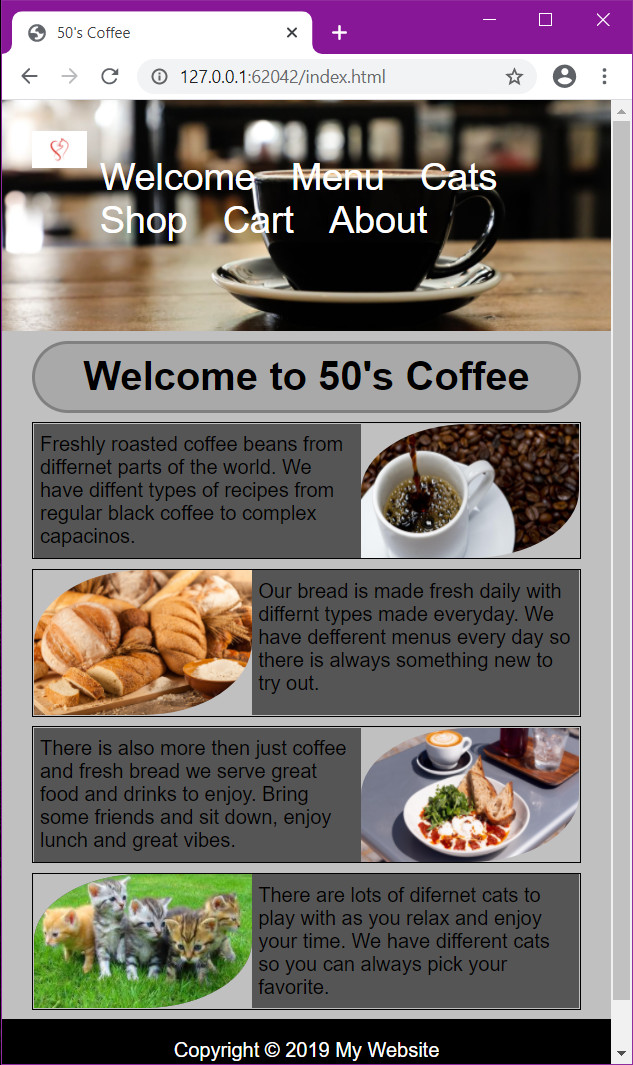 50's Coffee
127.0.0.1:62042/index.html
Welcome Menu Cats
Shop Cart About
Welcome to 50's Coffee
Freshly roasted coffee beans from
differnet parts of the world. We
have diffent types of recipes from
regular black coffee to complex
capacinos.
Our bread is made fresh daily with
differnt types made everyday. We
have defferent menus every day so
there is always something new to
try out.
There is also more then just coffee
and fresh bread we serve great
food and drinks to enjoy. Bring
some friends and sit down, enjoy
lunch and great vibes.
There are lots of difernet cats to
play with as you relax and enjoy
your time. We have different cats
so you can always pick your
favorite.
Copyright © 2019 My Website